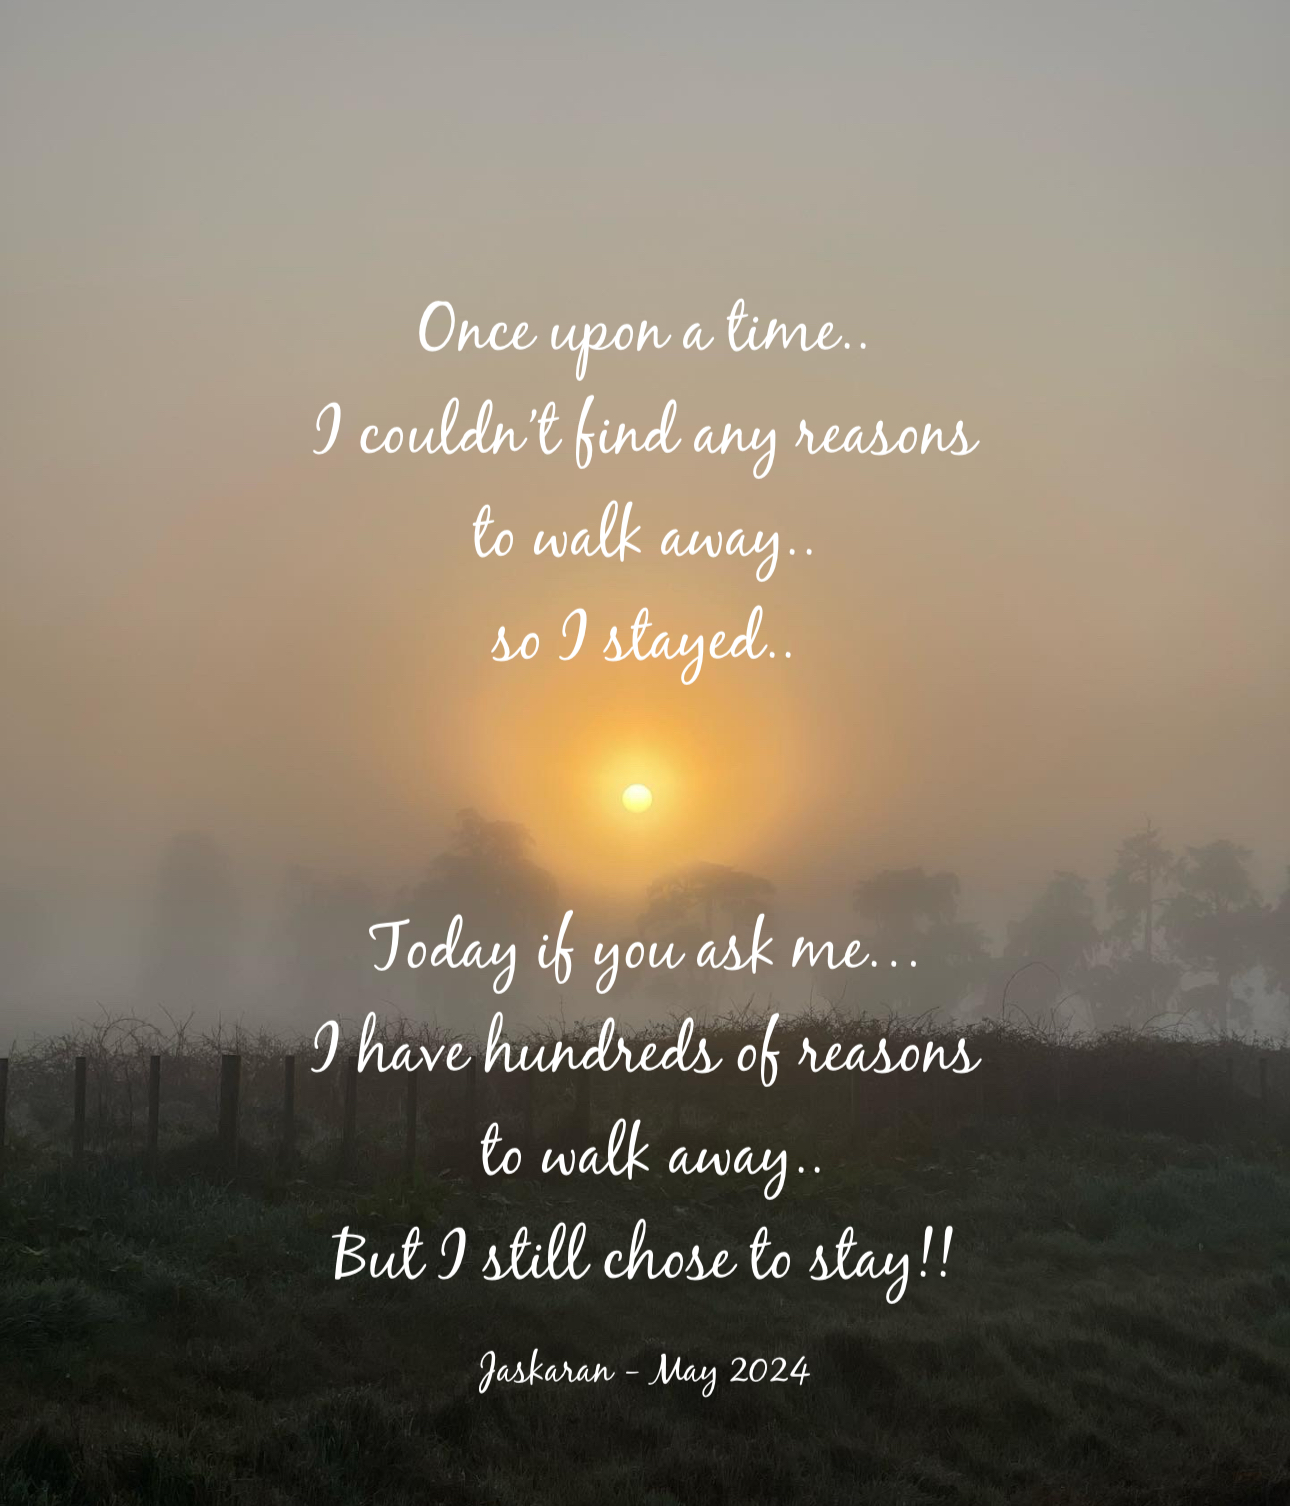 Once upon a time..
I couldn't find any reasons
to walk away..
so I stayed..
Today if you ask me...
I have hundreds of reasons
to walk away..
But I still chose to stay!!
Jaskaran - May 2024